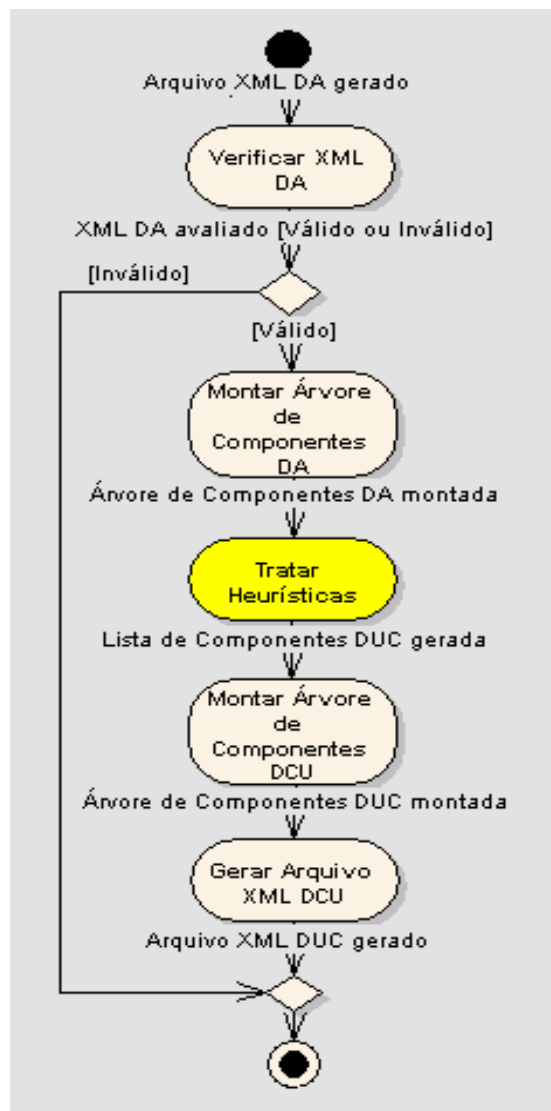 Arquivo XML DA gerado
Verificar XML
DA
XML DA avaliado [Válido ou Inválido]
[Inválido]
[Válido]
Montar Árvore
de
Componentes
DA
Árvore de Componentes DA montada
Tratar
Heurísticas
Lista de Componentes DUC gerada
Montar Árvore
de
Componentes
DCU
Árvore de Componentes DUC montada
Gerar Arquivo
XML DCU
Arquivo XML DUC gerado